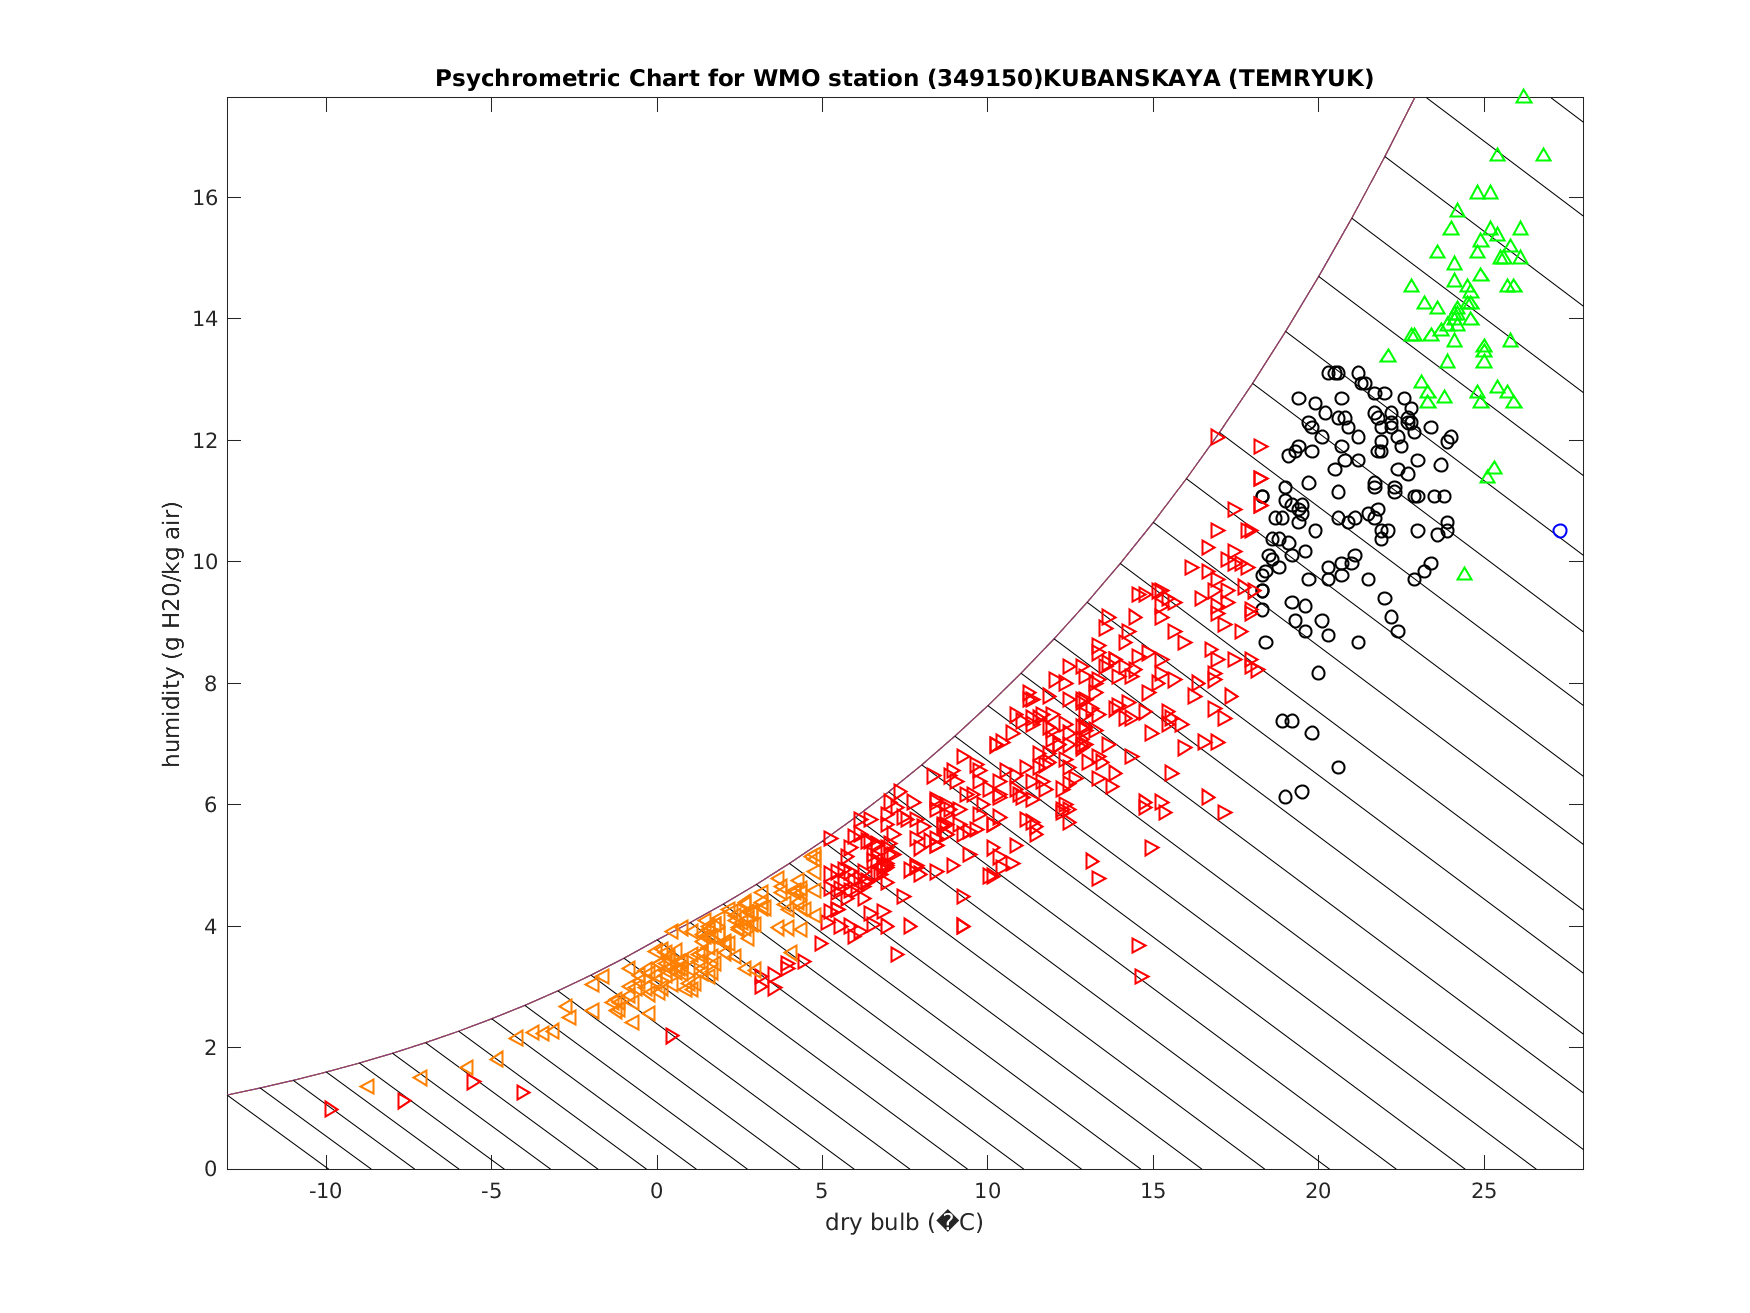 Psychrometric Chart for WMO station (349150)KUBANSKAYA (TEMRYUK)
humidity (g H20/kg air)
16
14
12
10
8
6
4
2
0
-10 -5 0 5 10 15 20 25
dry bulb (�C)